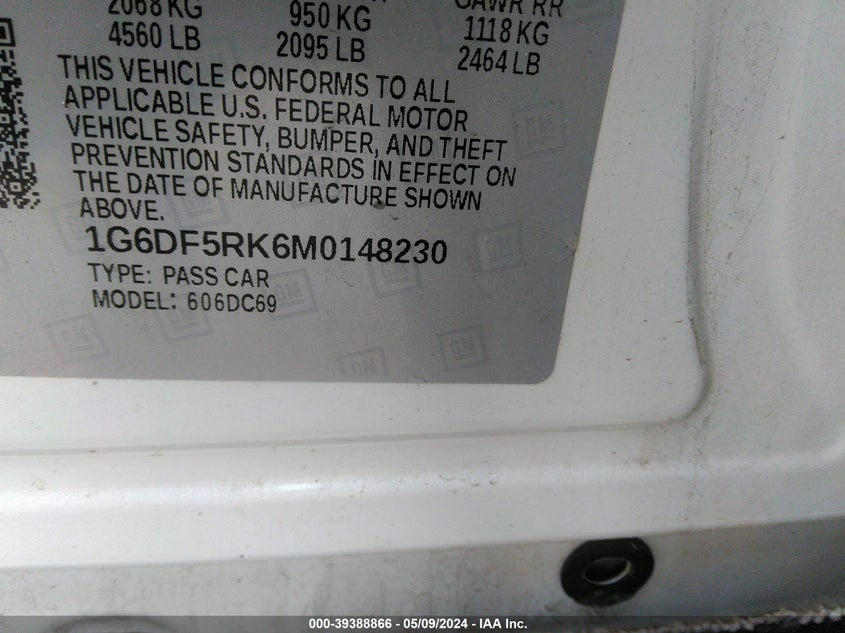 2068 KG 950 KG GAWR RR
4560 LB 2095 LB 1118 KG
2464 LB
THIS VEHICLE CONFORMS TO ALL
APPLICABLE U.S. FEDERAL MOTOR
VEHICLE SAFETY, BUMPER, AND THEFT
PREVENTION STANDARDS IN EFFECT ON
THE DATE OF MANUFACTURE SHOWN
ABOVE.
1G6DF5RK6M0148230
TYPE: PASS CAR
MODEL: 606DC69
GM
000-39388866 - 05/09/2024 - IAA Inc.